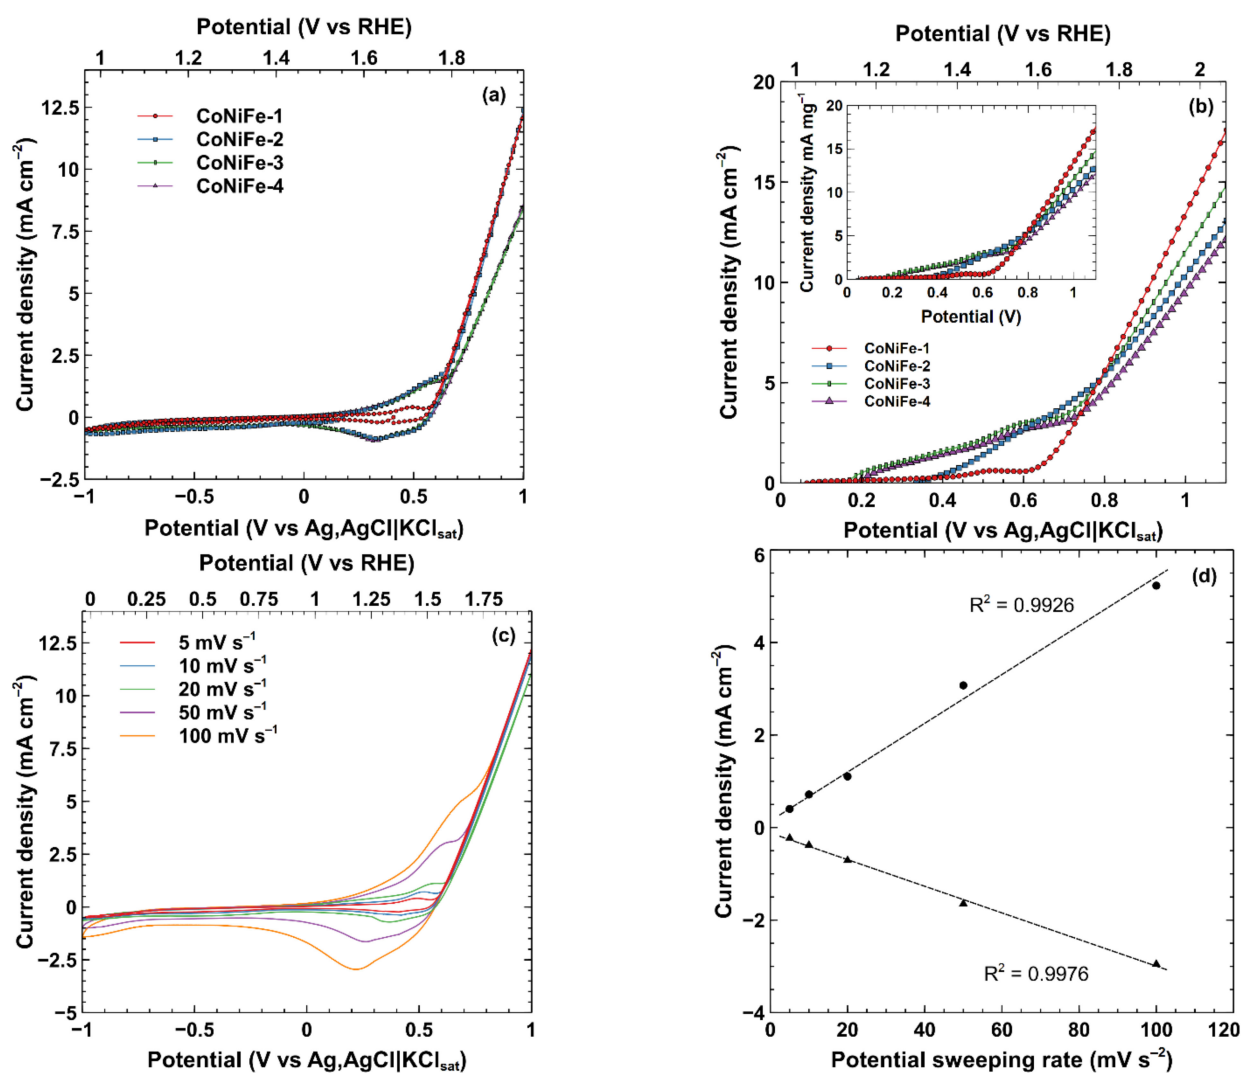 Potential (V vs RHE)
1 1.2 1.4 1.6 1.8
(a)
CoNiFe-1
CoNiFe-2
CoNiFe-3
CoNiFe-4
Current density (mA cm−2)
12.5
10
7.5
5
2.5
0
−2.5
−1 −0.5 0 0.5 1
Potential (V vs Ag,AgCl|KClsat)
Potential (V vs RHE)
1 1.2 1.4 1.6 1.8 2
(b)
Current density (mA cm−2)
20
15
10
5
0
Current density mA mg−1
20
15
10
5
0
0 0.2 0.4 0.6 0.8 1
Potential (V)
CoNiFe-1
CoNiFe-2
CoNiFe-3
CoNiFe-4
0 0.2 0.4 0.6 0.8 1
Potential (V vs Ag,AgCl|KClsat)
Potential (V vs RHE)
0 0.25 0.5 0.75 1 1.25 1.5 1.75
(c)
5 mV s−1
10 mV s−1
20 mV s−1
50 mV s−1
100 mV s−1
Current density (mA cm−2)
12.5
10
7.5
5
2.5
0
−2.5
−5
−1 −0.5 0 0.5 1
Potential (V vs Ag,AgCl|KClsat)
(d)
R2 = 0.9926
R2 = 0.9976
Current density (mA cm−2)
6
4
2
0
−2
−4
0 20 40 60 80 100 120
Potential sweeping rate (mV s−2)